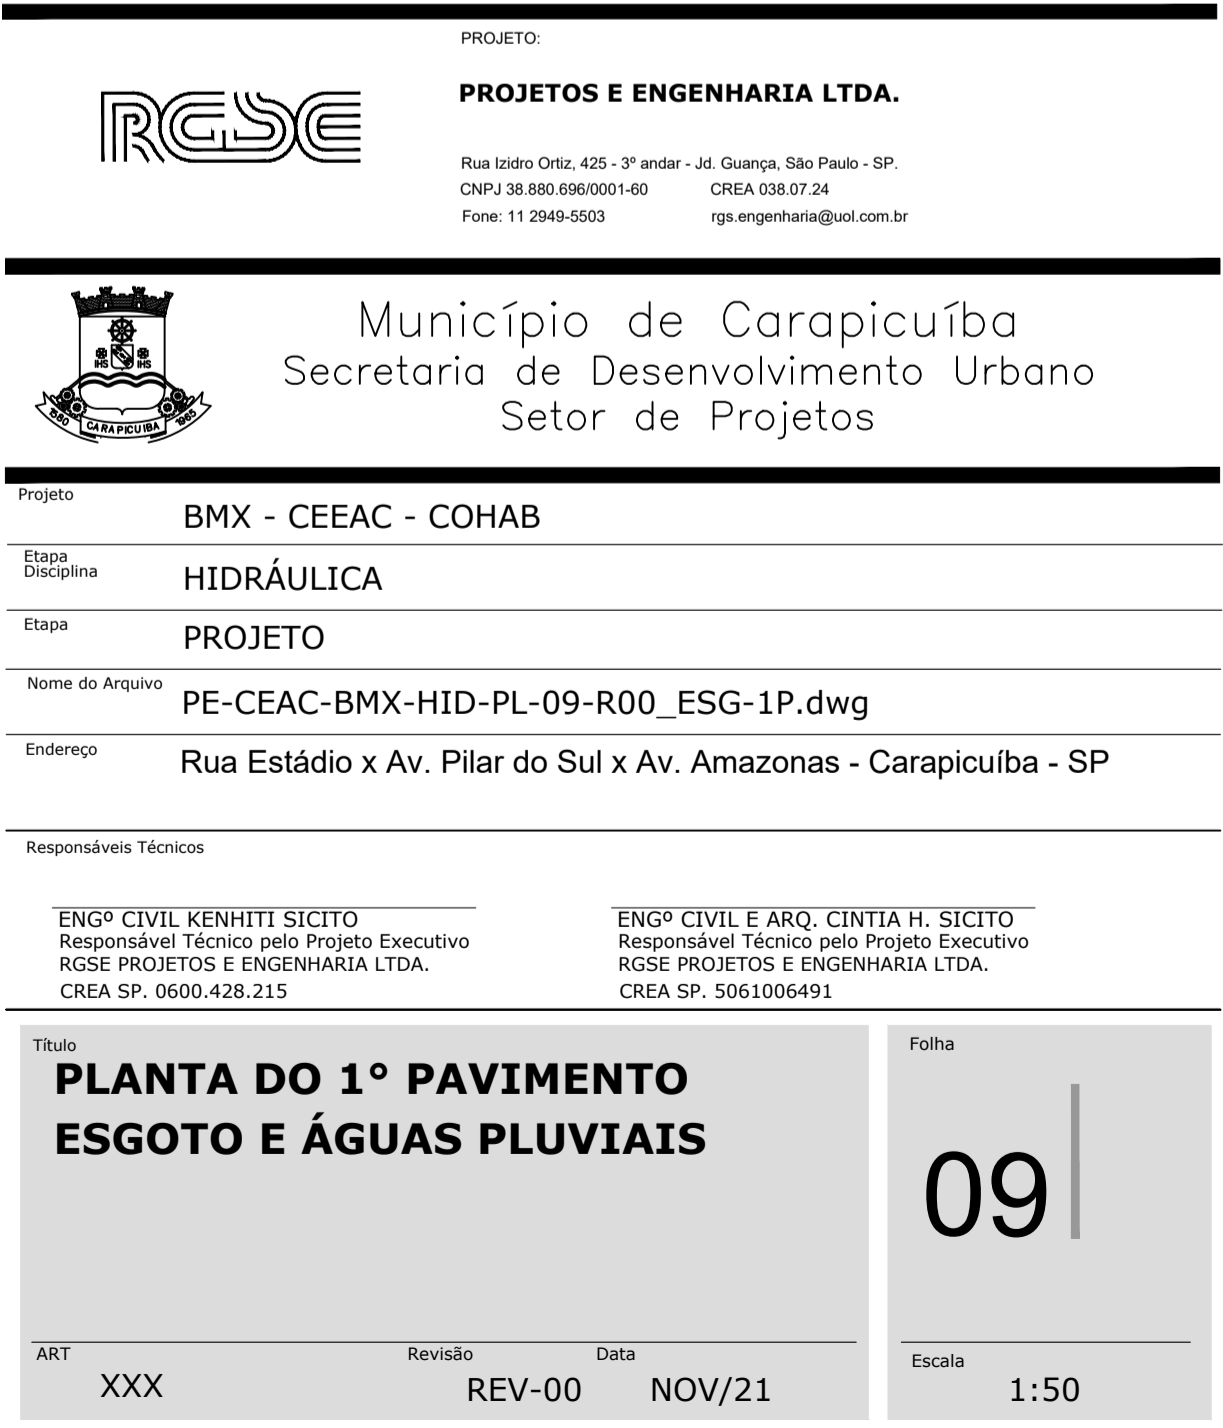 PROJETO:
RGSE
PROJETOS E ENGENHARIA LTDA.
Rua Izidro Ortiz, 425 - 3º andar - Jd. Guança, São Paulo - SP.
CNPJ 38.880.696/0001-60 CREA 038.07.24
Fone: 11 2949-5503 rgs.engenharia@uol.com.br
IHS IHS
1580 CARAPICUIBA 1965
Município de Carapicuíba
Secretaria de Desenvolvimento Urbano
Setor de Projetos
Projeto
BMX - CEEAC - COHAB
Etapa
Disciplina
HIDRÁULICA
Etapa
PROJETO
Nome do Arquivo
PE-CEAC-BMX-HID-PL-09-R00_ESG-1P.dwg
Endereço
Rua Estádio x Av. Pilar do Sul x Av. Amazonas - Carapicuíba - SP
Responsáveis Técnicos
ENGº CIVIL KENHITI SICITO
Responsável Técnico pelo Projeto Executivo
RGSE PROJETOS E ENGENHARIA LTDA.
CREA SP. 0600.428.215
ENGº CIVIL E ARQ. CINTIA H. SICITO
Responsável Técnico pelo Projeto Executivo
RGSE PROJETOS E ENGENHARIA LTDA.
CREA SP. 5061006491
Título
PLANTA DO 1° PAVIMENTO
ESGOTO E ÁGUAS PLUVIAIS
Folha
09
ART
XXX
Revisão
REV-00
Data
NOV/21
Escala
1:50